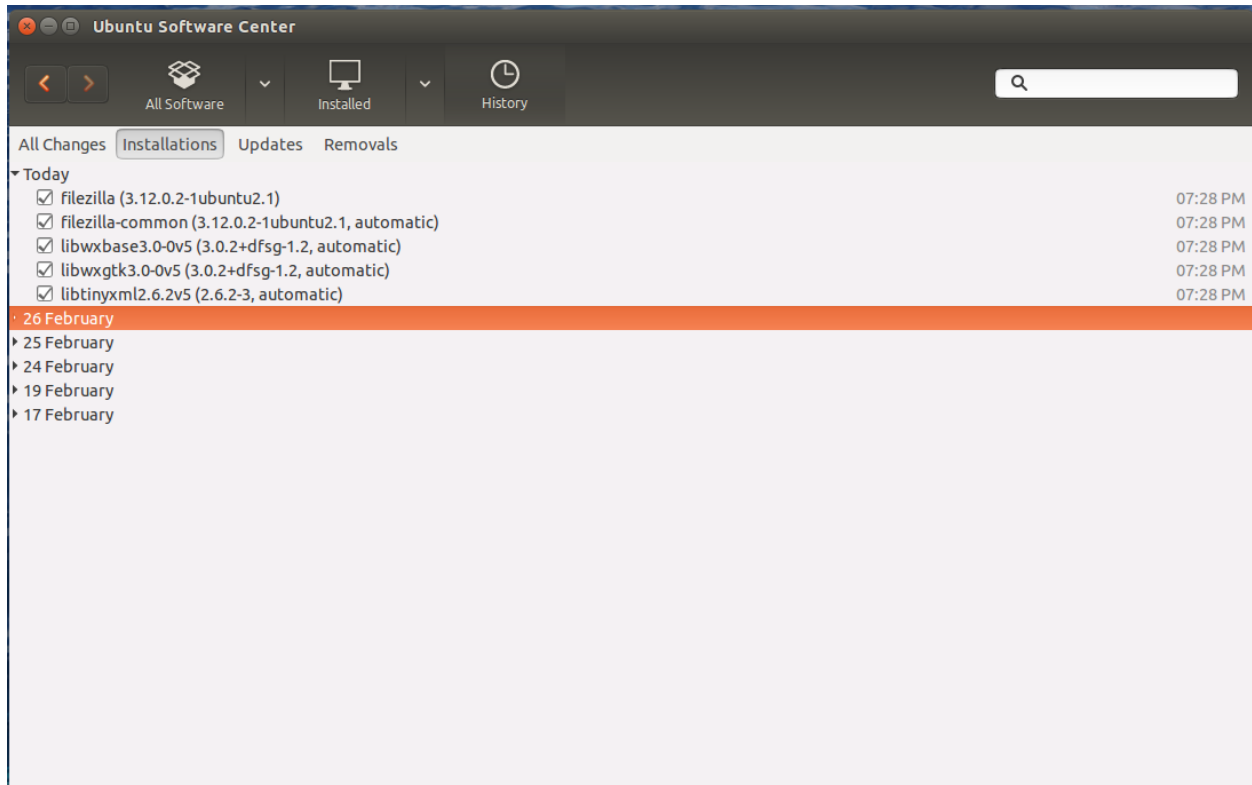 Ubuntu Software Center
All Software
Installed
History
All Changes Installations Updates Removals
Today
filezilla (3.12.0.2-1ubuntu2.1) 07:28 PM
filezilla-common (3.12.0.2-1ubuntu2.1, automatic) 07:28 PM
libwxbase3.0-0v5 (3.0.2+dfsg-1.2, automatic) 07:28 PM
libwxgtk3.0-0v5 (3.0.2+dfsg-1.2, automatic) 07:28 PM
libtinyxml2.6.2v5 (2.6.2-3, automatic) 07:28 PM
26 February
25 February
24 February
19 February
17 February